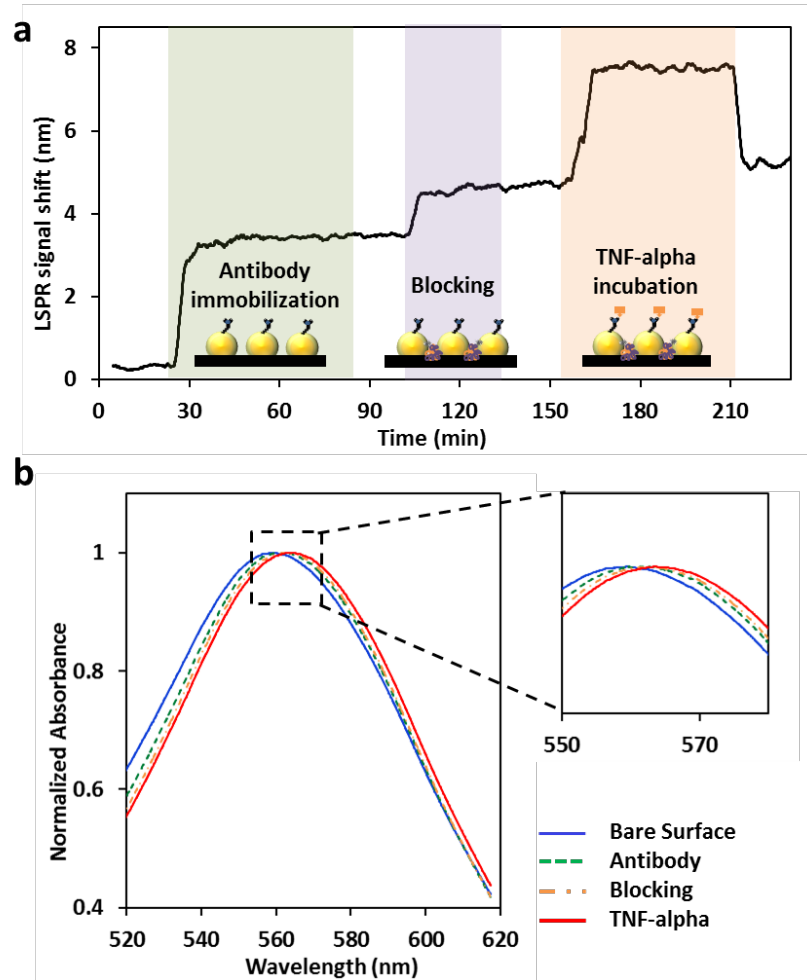 a
LSPR signal shift (nm)
8
6
4
2
0
Antibody
immobilization
Blocking
TNF-alpha
incubation
0 30 60 90 120 150 180 210
Time (min)
b
Normalized Absorbance
1
0.8
0.6
0.4
520 540 560 580 600 620
Wavelength (nm)
550 570
Bare Surface
Antibody
Blocking
TNF-alpha